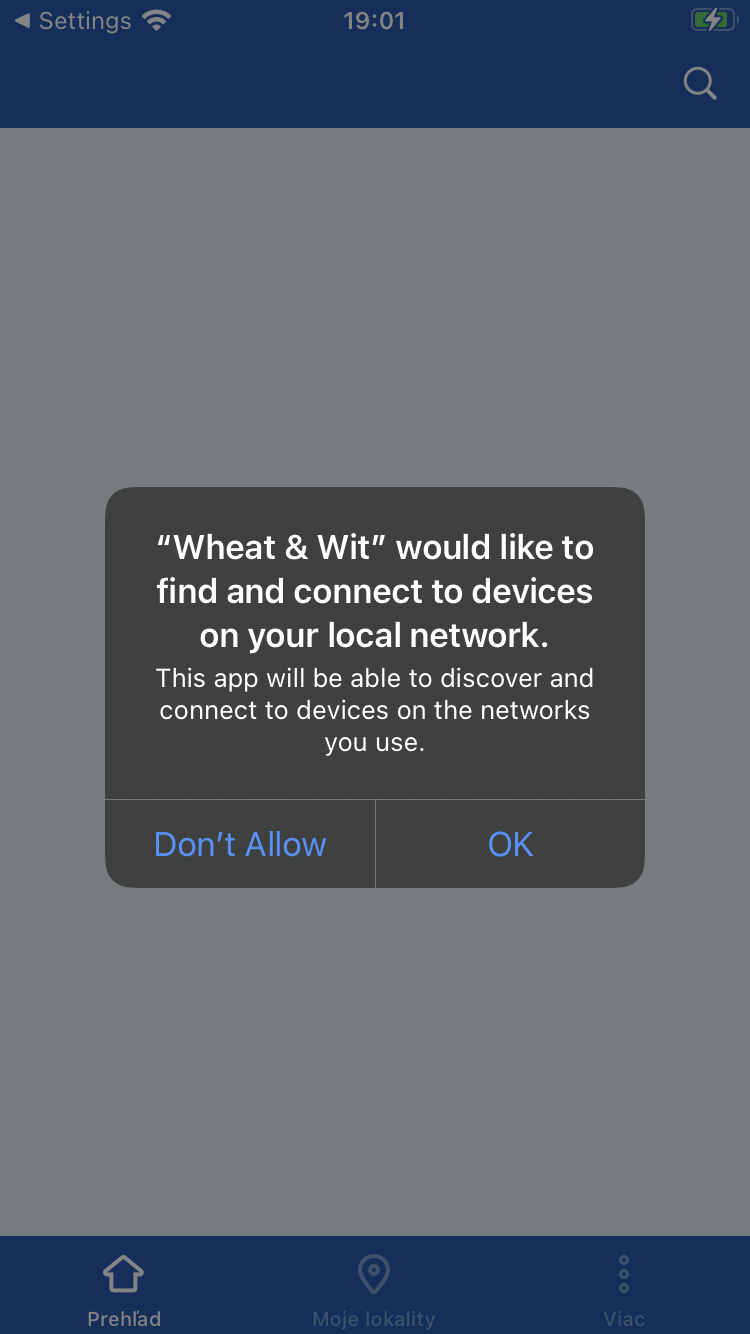 Settings
19:01
“Wheat & Wit” would like to
find and connect to devices
on your local network.
This app will be able to discover and
connect to devices on the networks
you use.
Don’t Allow
OK
Prehľad
Moje lokality
Viac